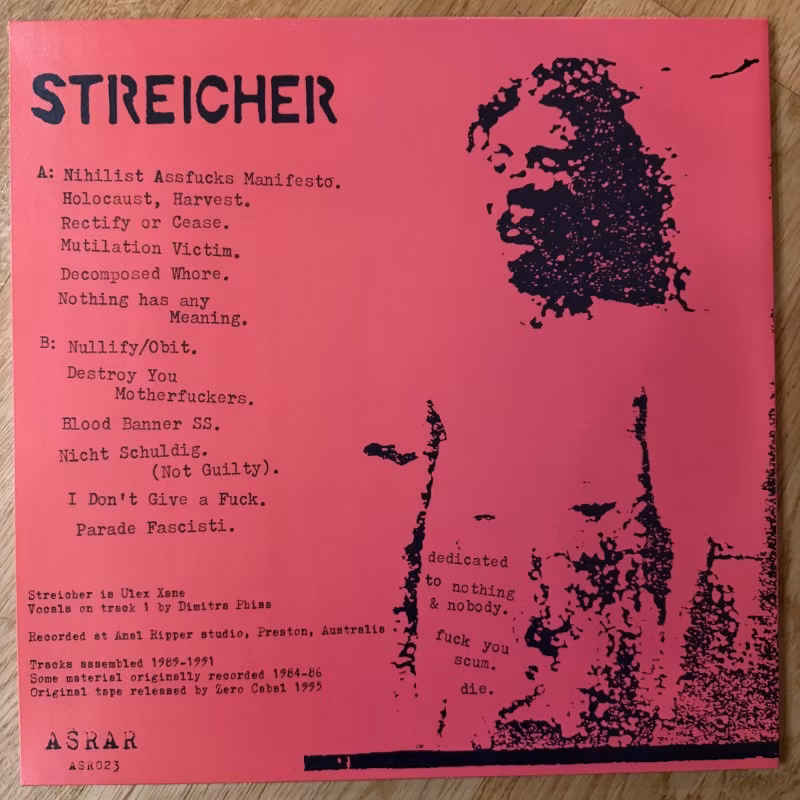 STREICHER
A: Nihilist Assfucks Manifesto.
Holocaust, Harvest.
Rectify or Cease.
Mutilation Victim.
Decomposed Whore.
Nothing has any
Meaning.
B: Nullify/Obit.
Destroy You
Motherfuckers.
Blood Banner SS.
Nicht Schuldig.
(Not Guilty).
I Don't Give a Fuck.
Parade Fascisti.
Streicher is Ulex Xane
Vocals on track 1 by Dimitra Phiss
Recorded at Anal Ripper studio, Preston, Australia
Tracks assembled 1989-1991
Some material originally recorded 1984-86
Original tape released by Zero Cabal 1995
AŚRAR
ASR023
dedicated
to nothing
& nobody.
fuck you
scum.
die.